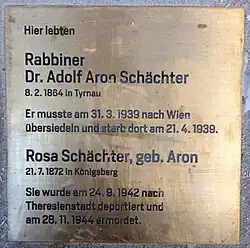 Hier lebten
Rabbiner
Dr. Adolf Aron Schächter
8. 2. 1884 in Tyrnau
Er musste am 31. 3. 1939 nach Wien
übersiedeln und starb dort am 21. 4. 1939.
Rosa Schächter, geb. Aron
21. 7. 1872 in Königsberg
Sie wurde am 24. 9. 1942 nach
Theresienstadt deportiert und
am 28. 11. 1944 ermordet.